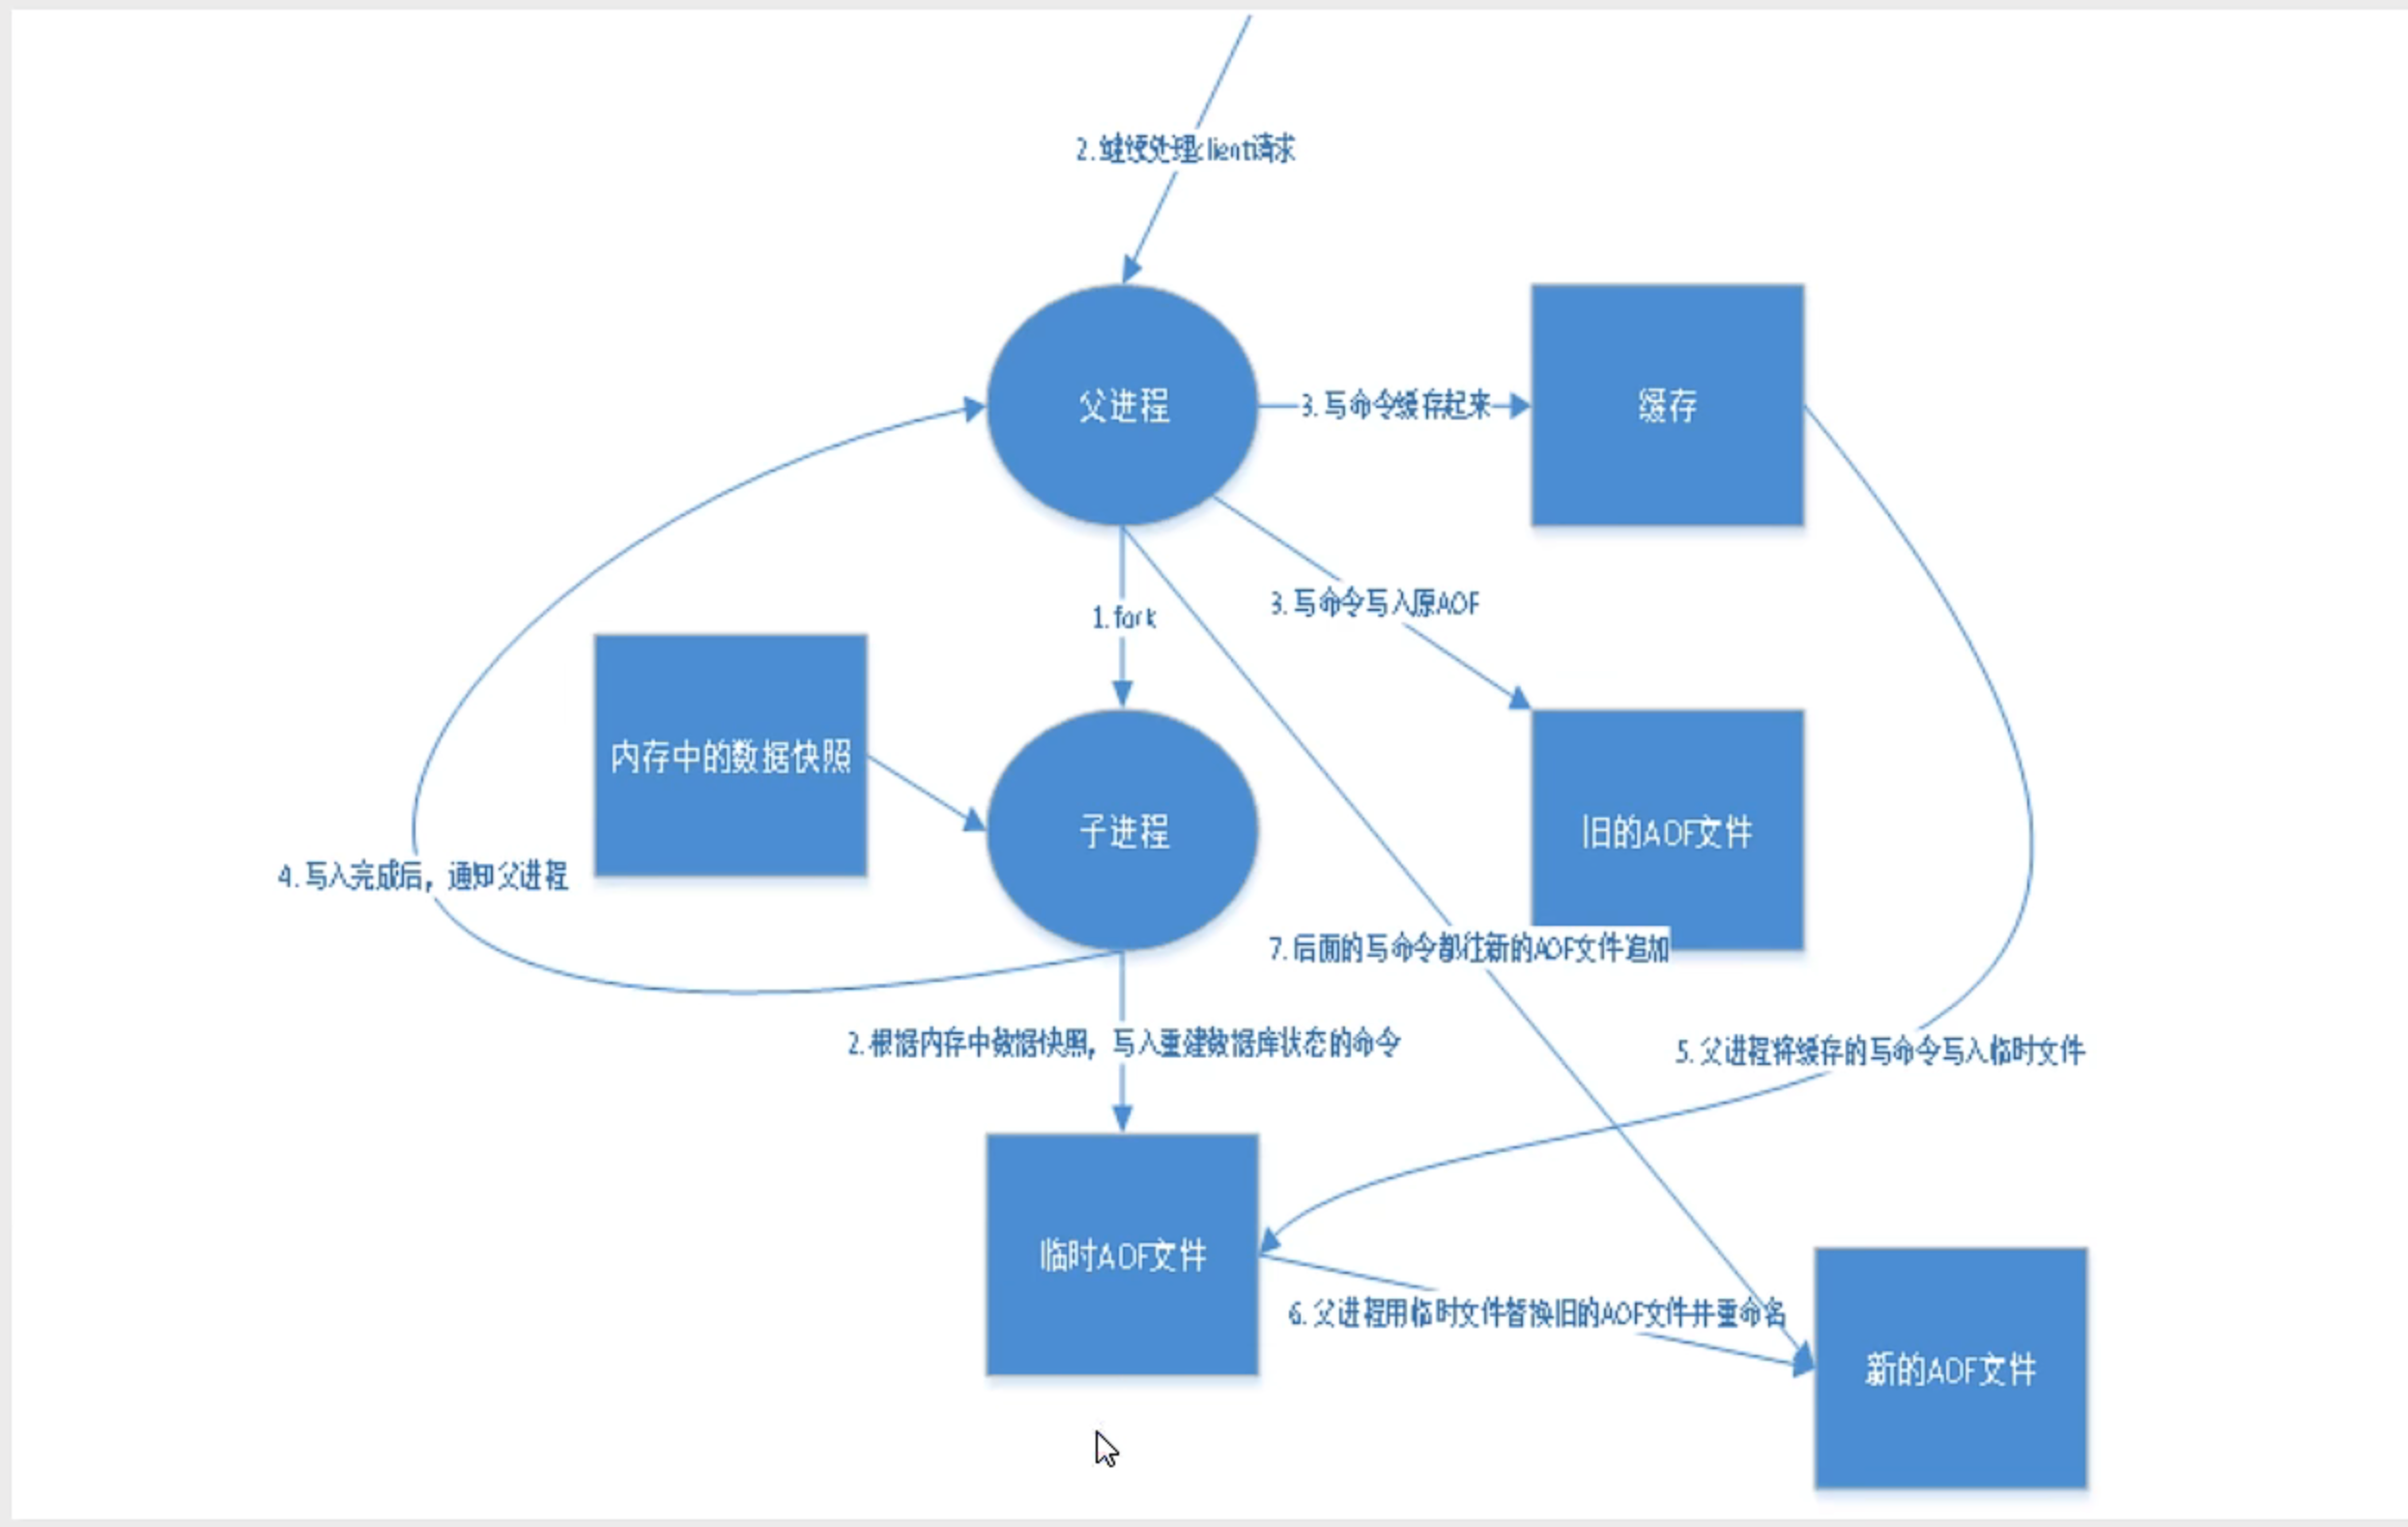 2.继续处理client请求
父进程
3.写命令缓存起来
缓存
3.写命令写入原AOF
1.fork
内存中的数据快照
子进程
旧的AOF文件
4.写入完成后，通知父进程
7.后面的写命令都往新的AOF文件追加
2.根据内存中数据快照，写入重建数据库状态的命令
5.父进程将缓存的写命令写入临时文件
临时AOF文件
6.父进程用临时文件替换旧的AOF文件并重命名
新的AOF文件